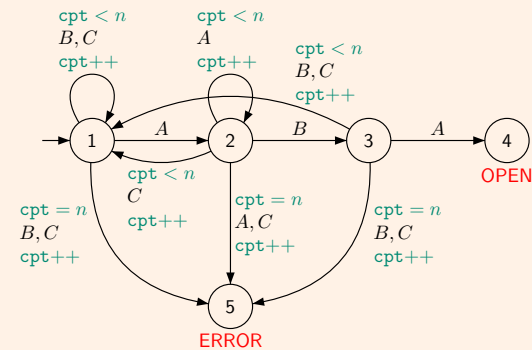 cpt < n
B, C
cpt++
cpt < n
A
cpt++
cpt < n
B, C
cpt++
1
A
2
B
3
A
4
OPEN
cpt < n
C
cpt++
cpt = n
B, C
cpt++
cpt = n
A, C
cpt++
cpt = n
B, C
cpt++
5
ERROR